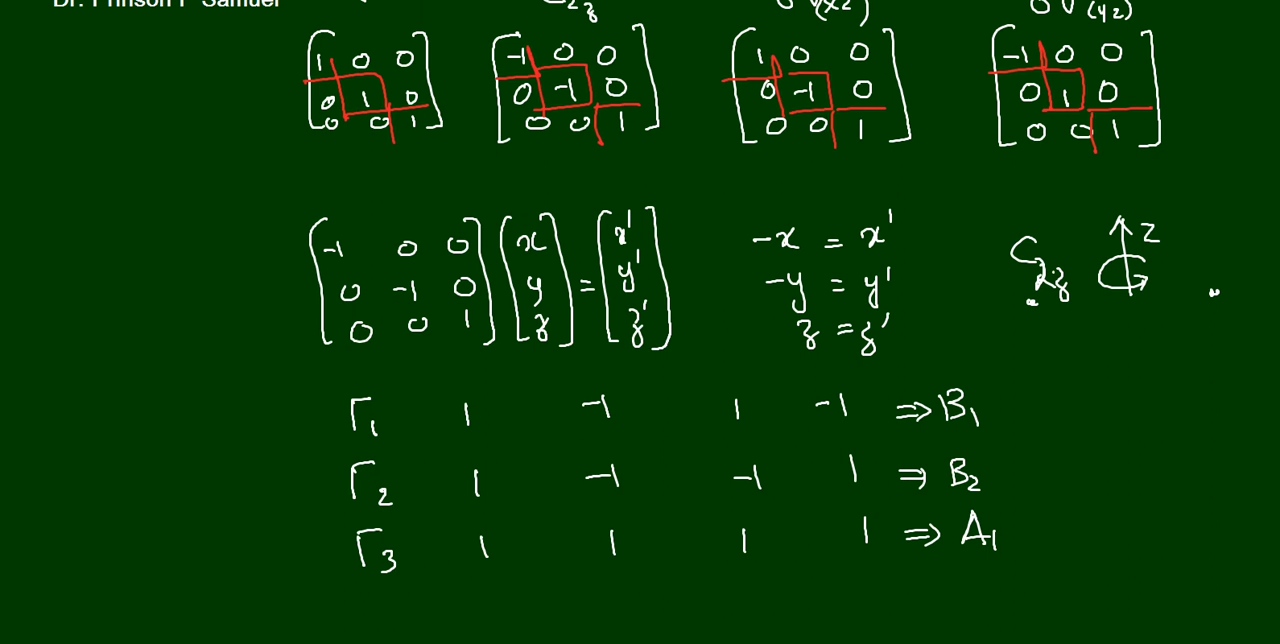 Samuel
C₂z σv(xz) σv(yz)
[1 0 0; 0 1 0; 0 0 1] [-1 0 0; 0 -1 0; 0 0 1] [1 0 0; 0 -1 0; 0 0 1] [-1 0 0; 0 1 0; 0 0 1]
[-1 0 0; 0 -1 0; 0 0 1] [x; y; z] = [x'; y'; z']
-x = x'
-y = y'
z = z'
C₂z z
Γ₁ 1 -1 1 -1 ⇒ B₁
Γ₂ 1 -1 -1 1 ⇒ B₂
Γ₃ 1 1 1 1 ⇒ A₁